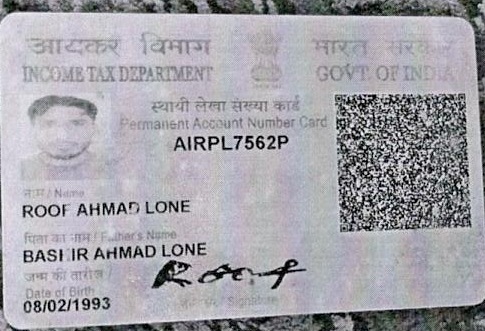 आयकर विभाग
INCOME TAX DEPARTMENT
भारत सरकार
GOVT. OF INDIA
स्थायी लेखा संख्या कार्ड
Permanent Account Number Card
AIRPL7562P
नाम / Name
ROOF AHMAD LONE
पिता का नाम / Father's Name
BASHIR AHMAD LONE
जन्म की तारीख /
Date of Birth
08/02/1993
Roof
/ Signature